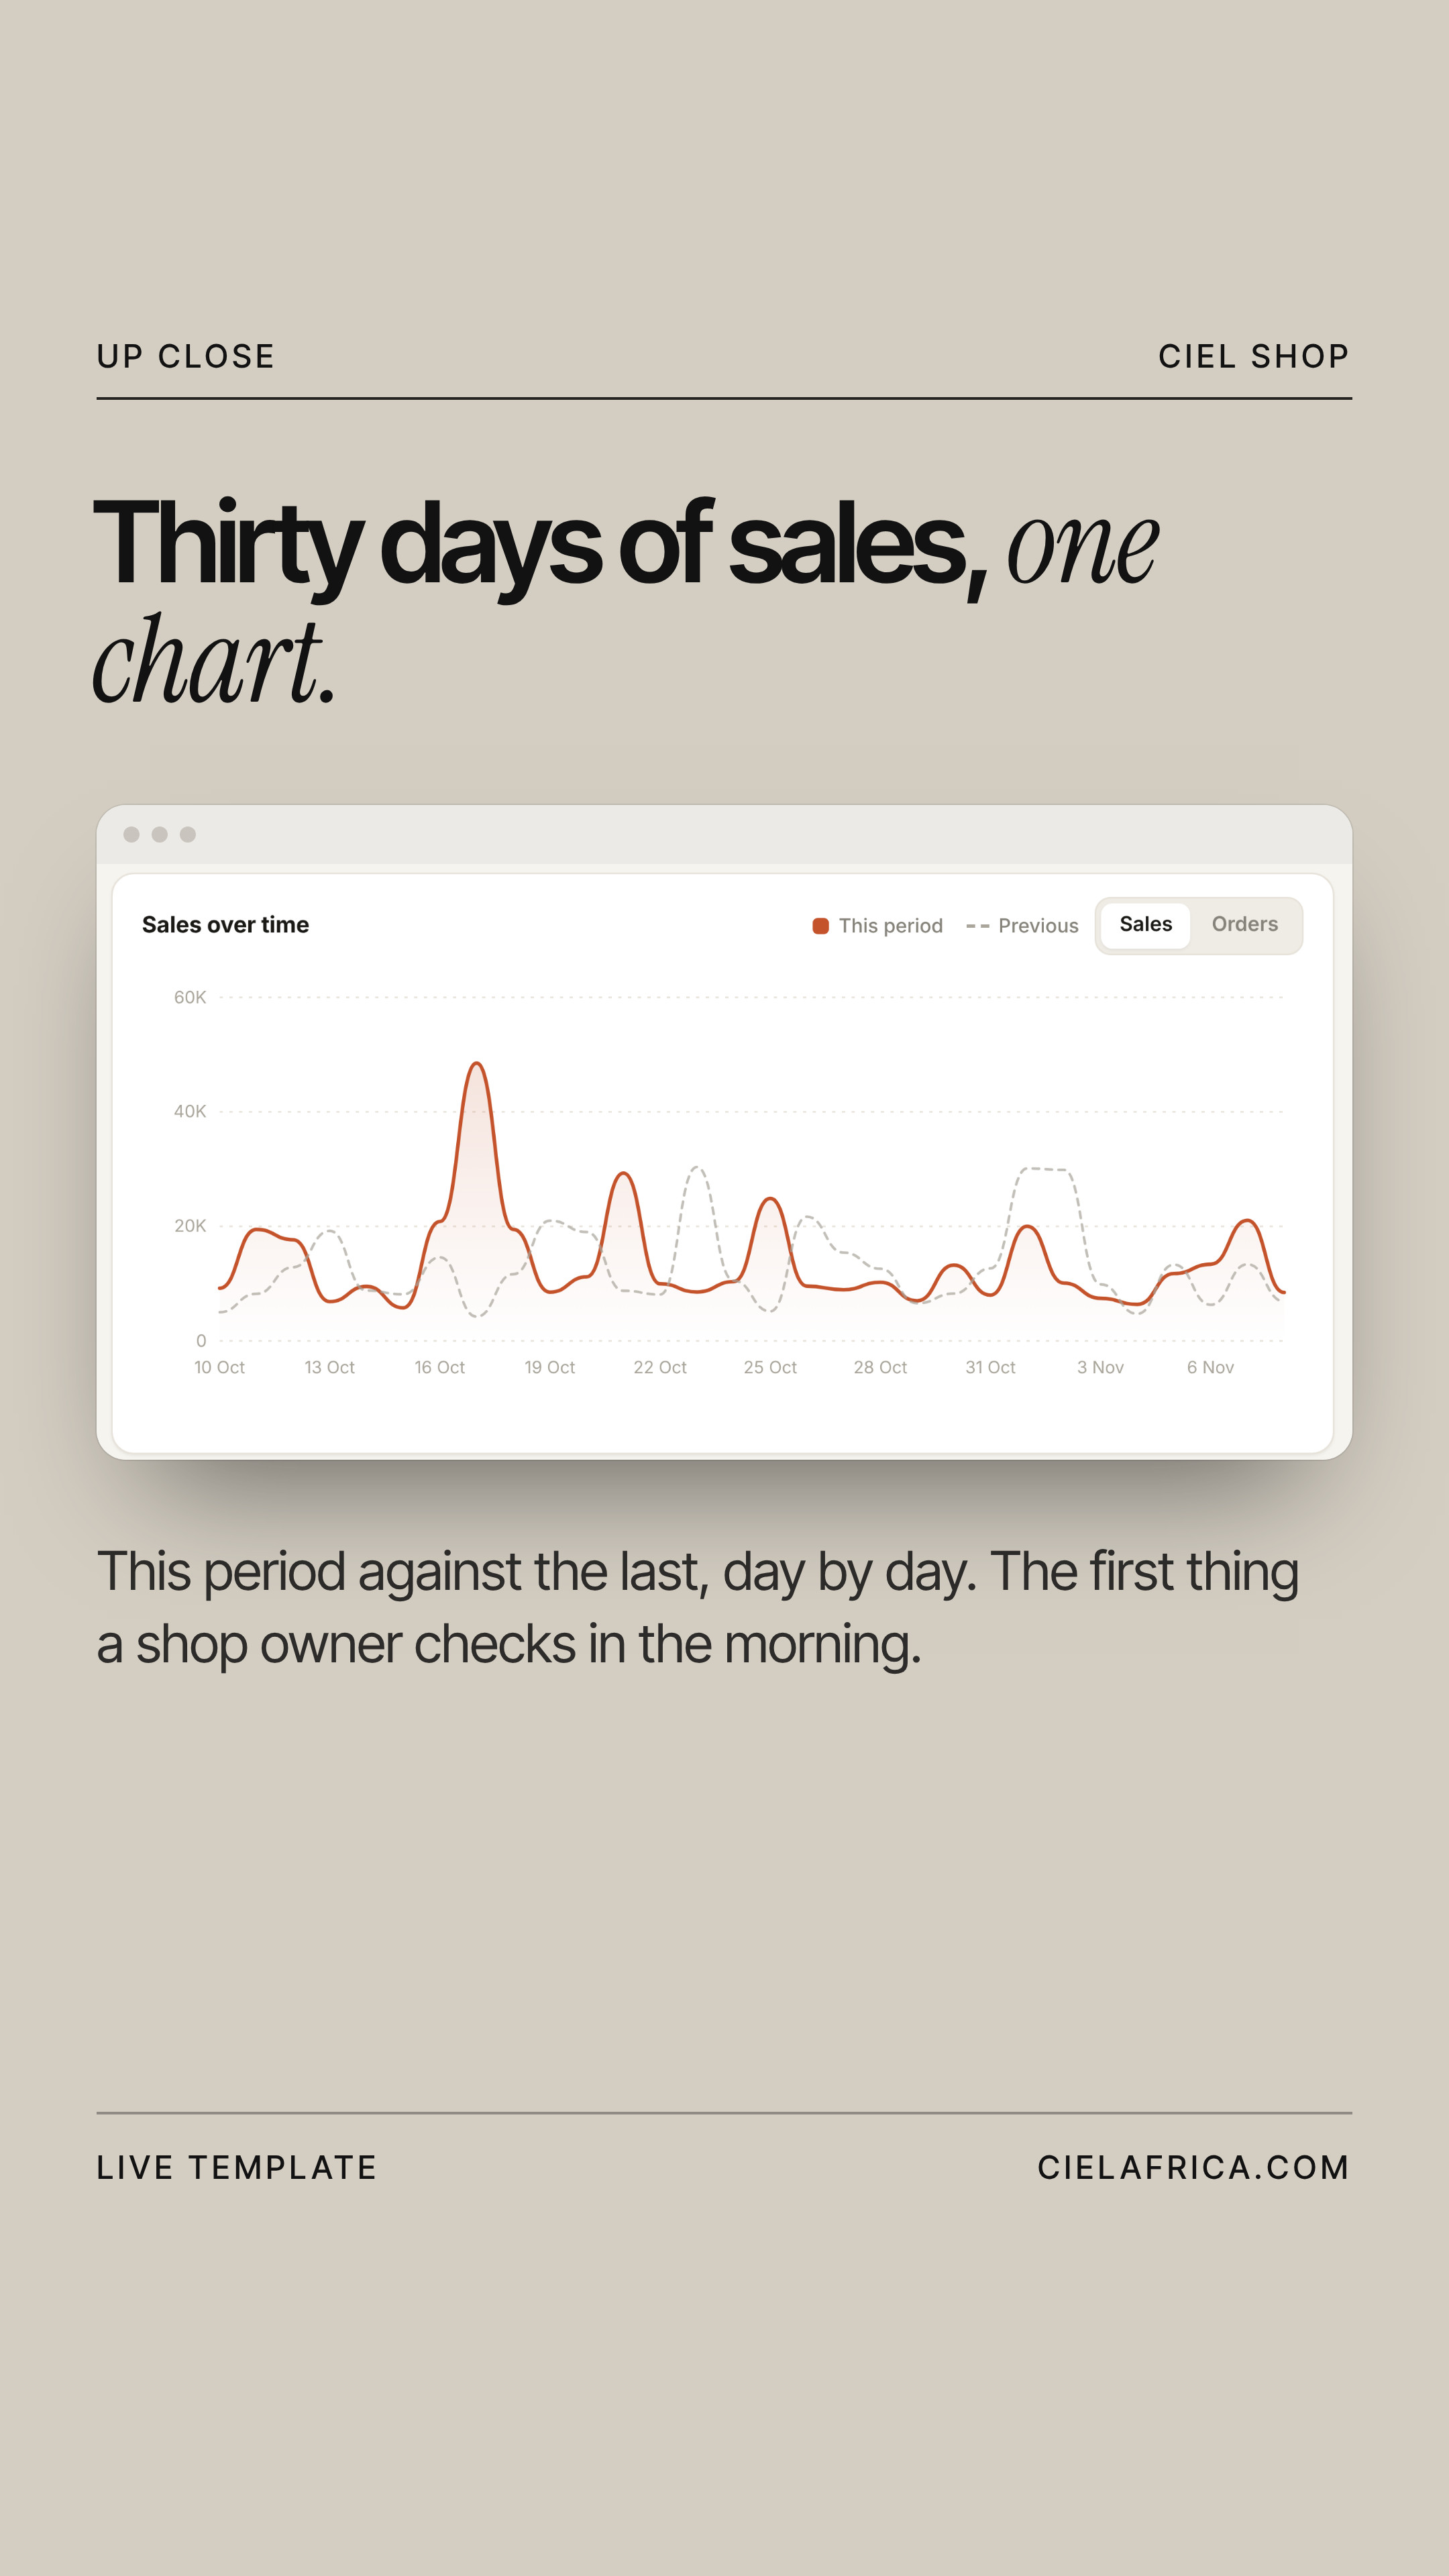 UP CLOSE
CIEL SHOP
Thirty days of sales, one
chart.
Sales over time
This period
Previous
Sales
Orders
60K
40K
20K
0
10 Oct
13 Oct
16 Oct
19 Oct
22 Oct
25 Oct
28 Oct
31 Oct
3 Nov
6 Nov
This period against the last, day by day. The first thing
a shop owner checks in the morning.
LIVE TEMPLATE
CIELAFRICA.COM